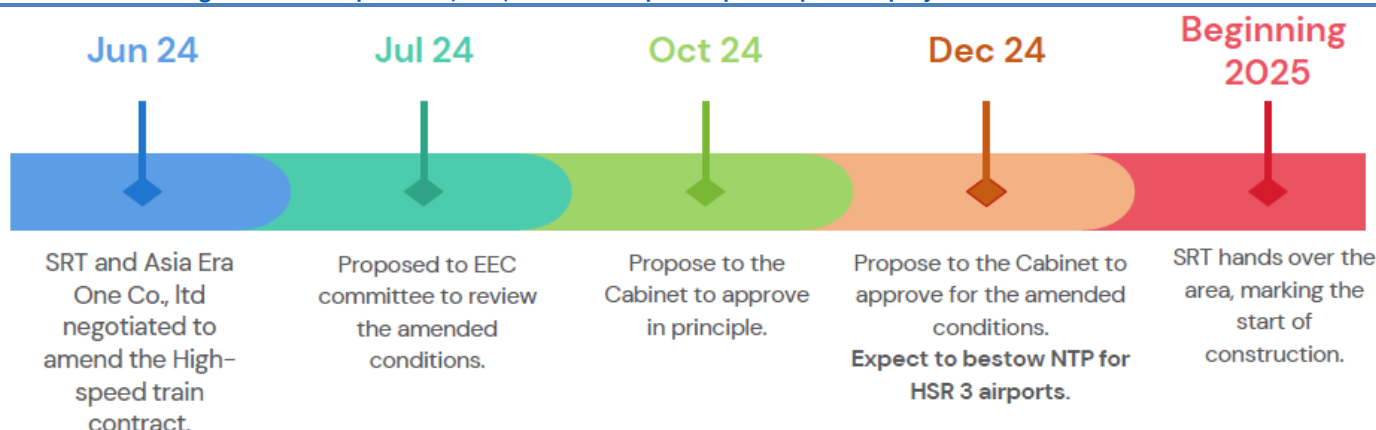 Jun 24
Jul 24
Oct 24
Dec 24
Beginning
2025
SRT and Asia Era
One Co., ltd
negotiated to
amend the High-
speed train
contract.
Proposed to EEC
committee to review
the amended
conditions.
Propose to the
Cabinet to approve
in principle.
Propose to the Cabinet to
approve for the amended
conditions.
Expect to bestow NTP for
HSR 3 airports.
SRT hands over the
area, marking the
start of
construction.